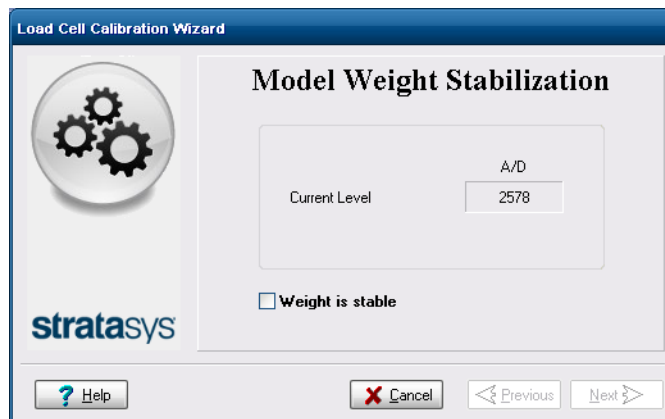 Load Cell Calibration Wizard
Model Weight Stabilization
A/D
Current Level 2578
Weight is stable
stratasys
? Help
Cancel
Previous
Next